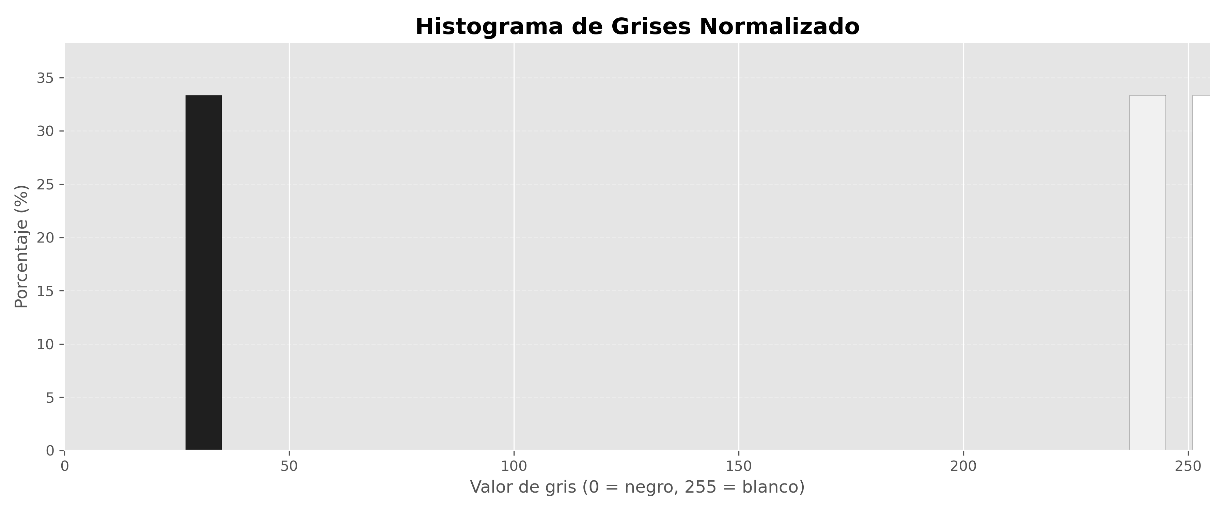 Histograma de Grises Normalizado
Porcentaje (%)
35
30
25
20
15
10
5
0
0 50 100 150 200 250
Valor de gris (0 = negro, 255 = blanco)